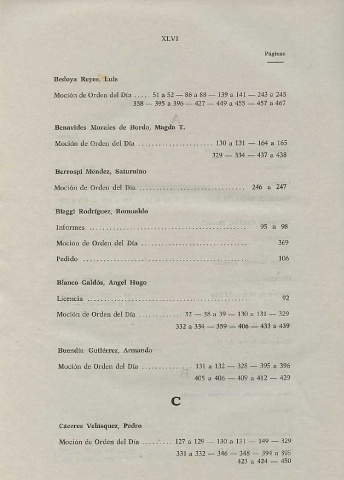 XLVI
Páginas
Bedoya Reyes, Luis
Moción de Orden del Día ..... 51 a 52 — 86 a 88 — 139 a 141 — 243 a 245
358 — 395 a 396 — 427 — 449 a 455 — 457 a 467
Benavides Morales de Hordo, Magda T.
Moción de Orden del Día ...................... 130 a 131 — 164 a 165
329 — 334 — 437 a 438
Berrospi Méndez, Saturnino
Moción de Orden del Día ................................ 246 a 247
Biaggi Rodríguez, Romualdo
Informes ................................................ 95 a 98
Moción de Orden del Día ................................ 369
Pedido .................................................. 106
Blanco Galdós, Angel Hugo
Licencia ................................................ 92
Moción de Orden del Día ............. 32 — 38 a 39 — 130 a 131 — 329
332 a 334 — 359 — 406 — 433 a 439
Buendía Gutiérrez, Armando
Moción de Orden del Día ............... 131 a 132 — 328 — 395 a 396
405 a 406 — 409 a 412 — 429
C
Cáceres Velásquez, Pedro
Moción de Orden del Día ......... 127 a 129 — 130 a 131 — 149 — 329
331 a 332 — 346 — 348 — 394 a 395
423 a 424 — 450